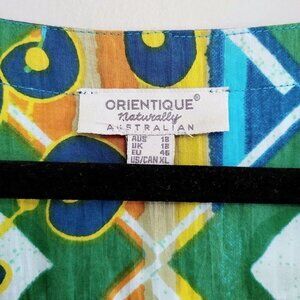 ORIENTIQUE®
Naturally
AUSTRALIAN
AUS 18
UK 18
EU 46
US/CAN XL